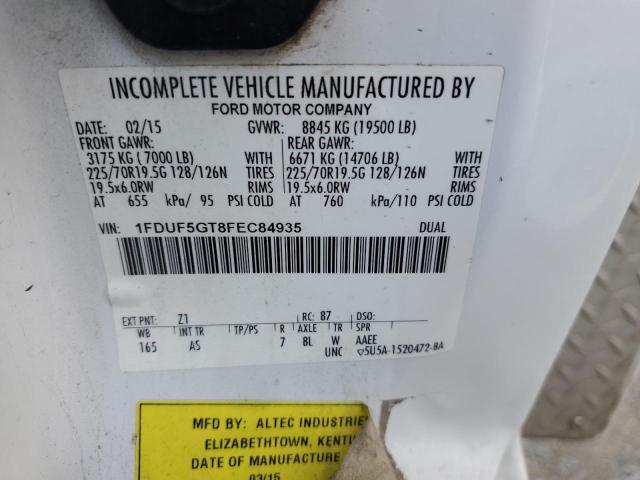 INCOMPLETE VEHICLE MANUFACTURED BY
FORD MOTOR COMPANY
DATE: 02/15 GVWR: 8845 KG (19500 LB)
FRONT GAWR: REAR GAWR:
3175 KG ( 7000 LB) WITH 6671 KG (14706 LB) WITH
225/70R19.5G 128/126N TIRES 225/70R19.5G 128/126N TIRES
19.5x6.0RW RIMS 19.5x6.0RW RIMS
AT 655 kPa/ 95 PSI COLD AT 760 kPa/110 PSI COLD
VIN: 1FDUF5GT8FEC84935 DUAL
EXT PNT: Z1 RC: 87 DSO:
WB INT TR TP/PS R AXLE TR SPR
165 AS 7 8L W AAEE
UNC ▽5U5A-1520472-BA
MFD BY: ALTEC INDUSTRIE
ELIZABETHTOWN, KENTU
DATE OF MANUFACTURE
03/15